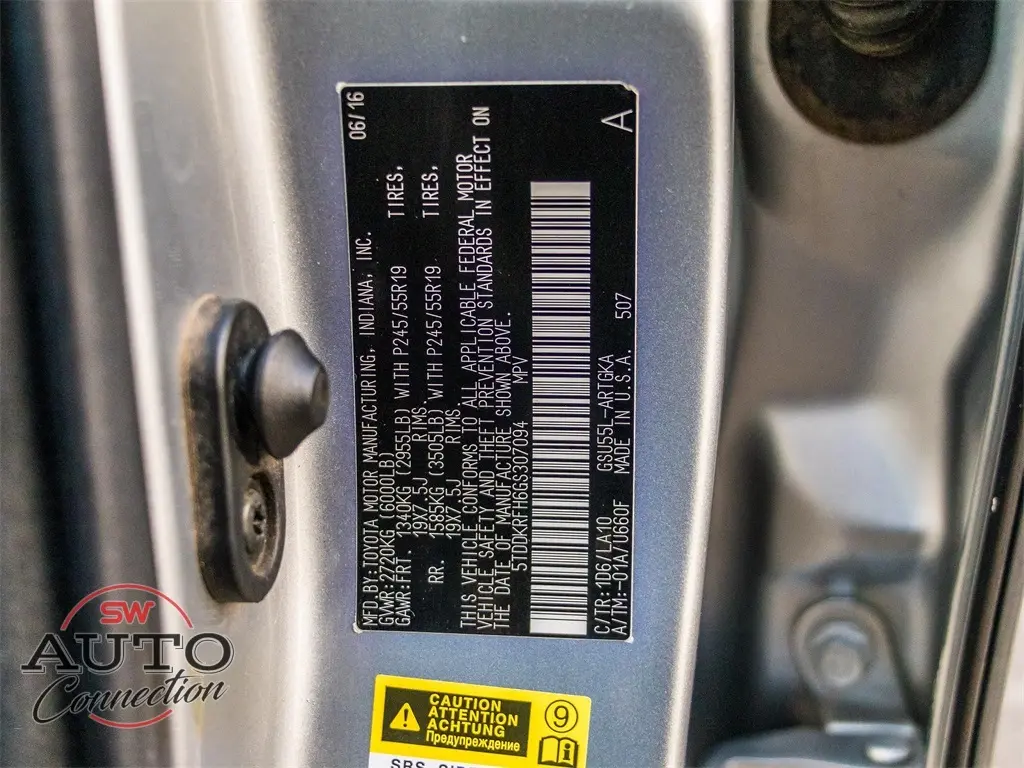 MFD.BY-TOYOTA MOTOR MANUFACTURING, INDIANA, INC. 06/16
GVWR:2720KG (6000LB)
GAWR:FRT. 1340KG (2955LB) WITH P245/55R19 TIRES,
19X7.5J RIMS
RR. 1585KG (3505LB) WITH P245/55R19 TIRES,
19X7.5J RIMS
THIS VEHICLE CONFORMS TO ALL APPLICABLE FEDERAL MOTOR
VEHICLE SAFETY AND THEFT PREVENTION STANDARDS IN EFFECT ON
THE DATE OF MANUFACTURE SHOWN ABOVE.
5TDDKRFH6GS307094 MPV
C/TR:1D6/LA10 GSU55L-ARTGKA
A/TM:-01A/U660F MADE IN U.S.A. 507
A
CAUTION
ATTENTION
ACHTUNG
Предупреждение
9
SRS
SW
AUTO
Connection